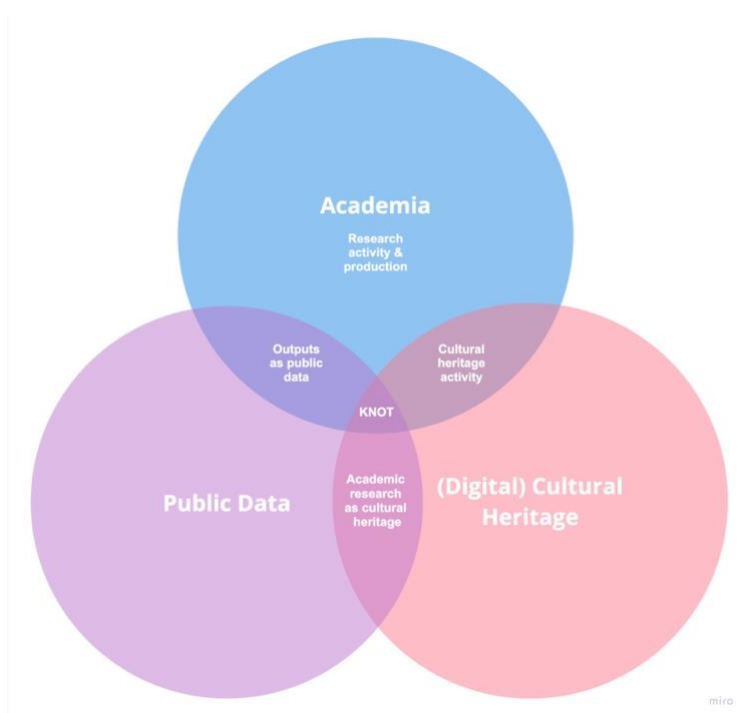 Academia
Research
activity &
production
Outputs
as public
data
Cultural
heritage
activity
KNOT
Public Data
Academic
research
as cultural
heritage
(Digital) Cultural
Heritage
miro